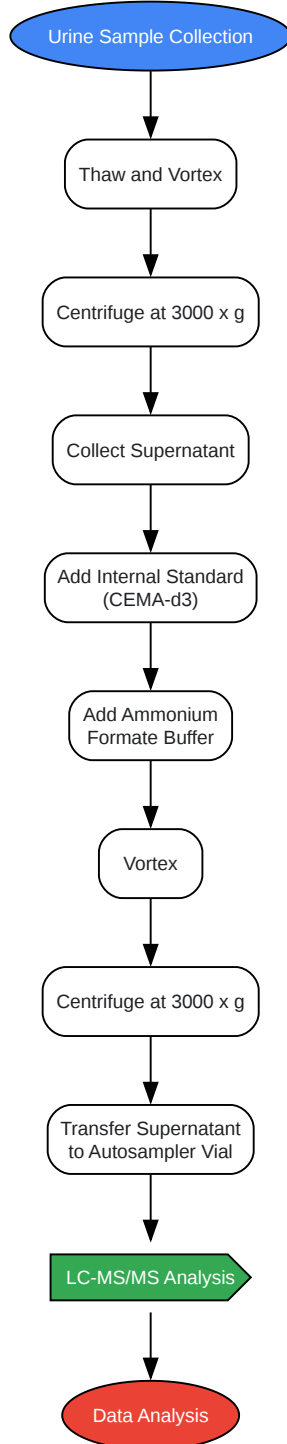 Urine Sample Collection
Thaw and Vortex
Centrifuge at 3000 x g
Collect Supernatant
Add Internal Standard
(CEMA-d3)
Add Ammonium
Formate Buffer
Vortex
Centrifuge at 3000 x g
Transfer Supernatant
to Autosampler Vial
LC-MS/MS Analysis
Data Analysis